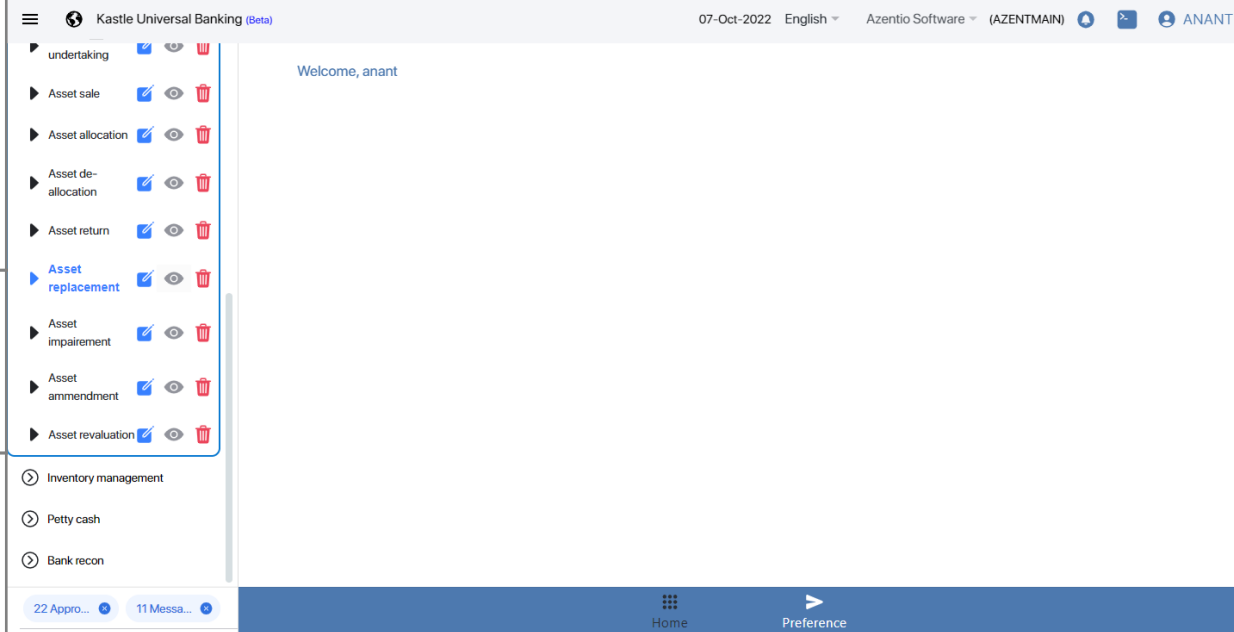 Kastle Universal Banking (Beta)
07-Oct-2022 English Azentio Software (AZENTMAIN) ANANT
undertaking
Welcome, anant
Asset sale
Asset allocation
Asset de-
allocation
Asset return
Asset
replacement
Asset
impairement
Asset
ammendment
Asset revaluation
Inventory management
Petty cash
Bank recon
22 Appro... 11 Messa...
Home Preference